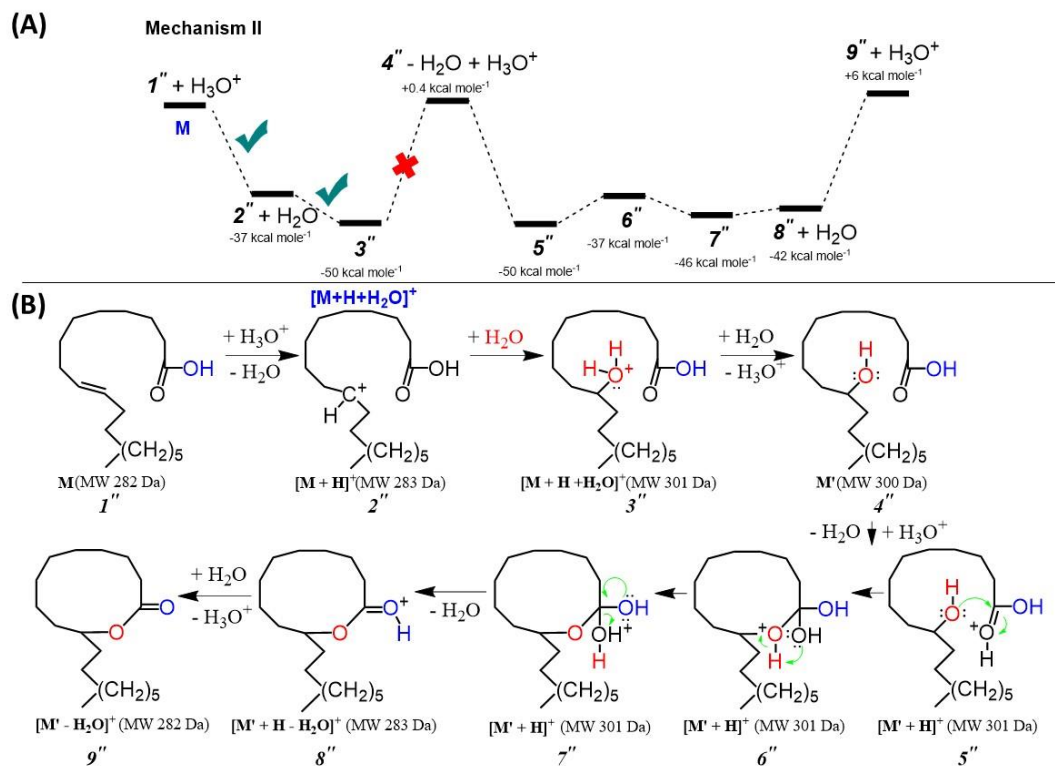 (A)
Mechanism II
1'' + H3O+
M
2'' + H2O
-37 kcal mole-1
3''
-50 kcal mole-1
4'' - H2O + H3O+
+0.4 kcal mole-1
5''
-50 kcal mole-1
6''
-37 kcal mole-1
7''
-46 kcal mole-1
8'' + H2O
-42 kcal mole-1
9'' + H3O+
+6 kcal mole-1
(B)
[M+H+H2O]+
O
OH
(CH2)5
M (MW 282 Da)
1''
+ H3O+
- H2O
C+
H
O
OH
(CH2)5
[M + H]+ (MW 283 Da)
2''
+ H2O
H
H
O+
O
OH
(CH2)5
[M + H +H2O]+ (MW 301 Da)
3''
+ H2O
- H3O+
H
:O:
O
OH
(CH2)5
M' (MW 300 Da)
4''
- H2O + H3O+
O
O
(CH2)5
[M' - H2O]+ (MW 282 Da)
9''
+ H2O
- H3O+
O
O+
H
(CH2)5
[M' + H - H2O]+ (MW 283 Da)
8''
- H2O
O
OH
OH+
H
(CH2)5
[M' + H]+ (MW 301 Da)
7''
OH
+
:O:
OH
H
(CH2)5
[M' + H]+ (MW 301 Da)
6''
H
:O:
OH
+O
H
(CH2)5
[M' + H]+ (MW 301 Da)
5''